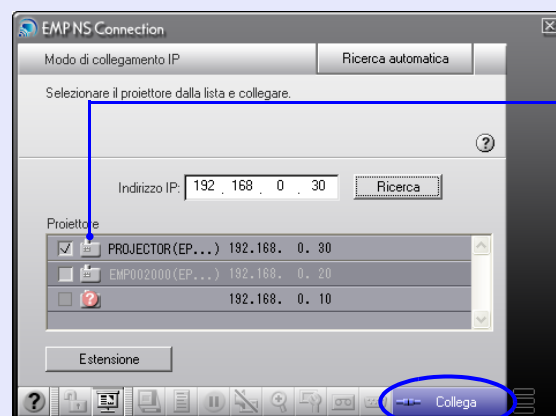 EMP NS Connection
Modo di collegamento IP
Ricerca automatica
Selezionare il proiettore dalla lista e collegare.
Indirizzo IP: 192 . 168 . 0 . 30 Ricerca
Proiettore
PROJECTOR(EP...) 192.168. 0. 30
EMP002000(EP...) 192.168. 0. 20
192.168. 0. 10
Estensione
Collega